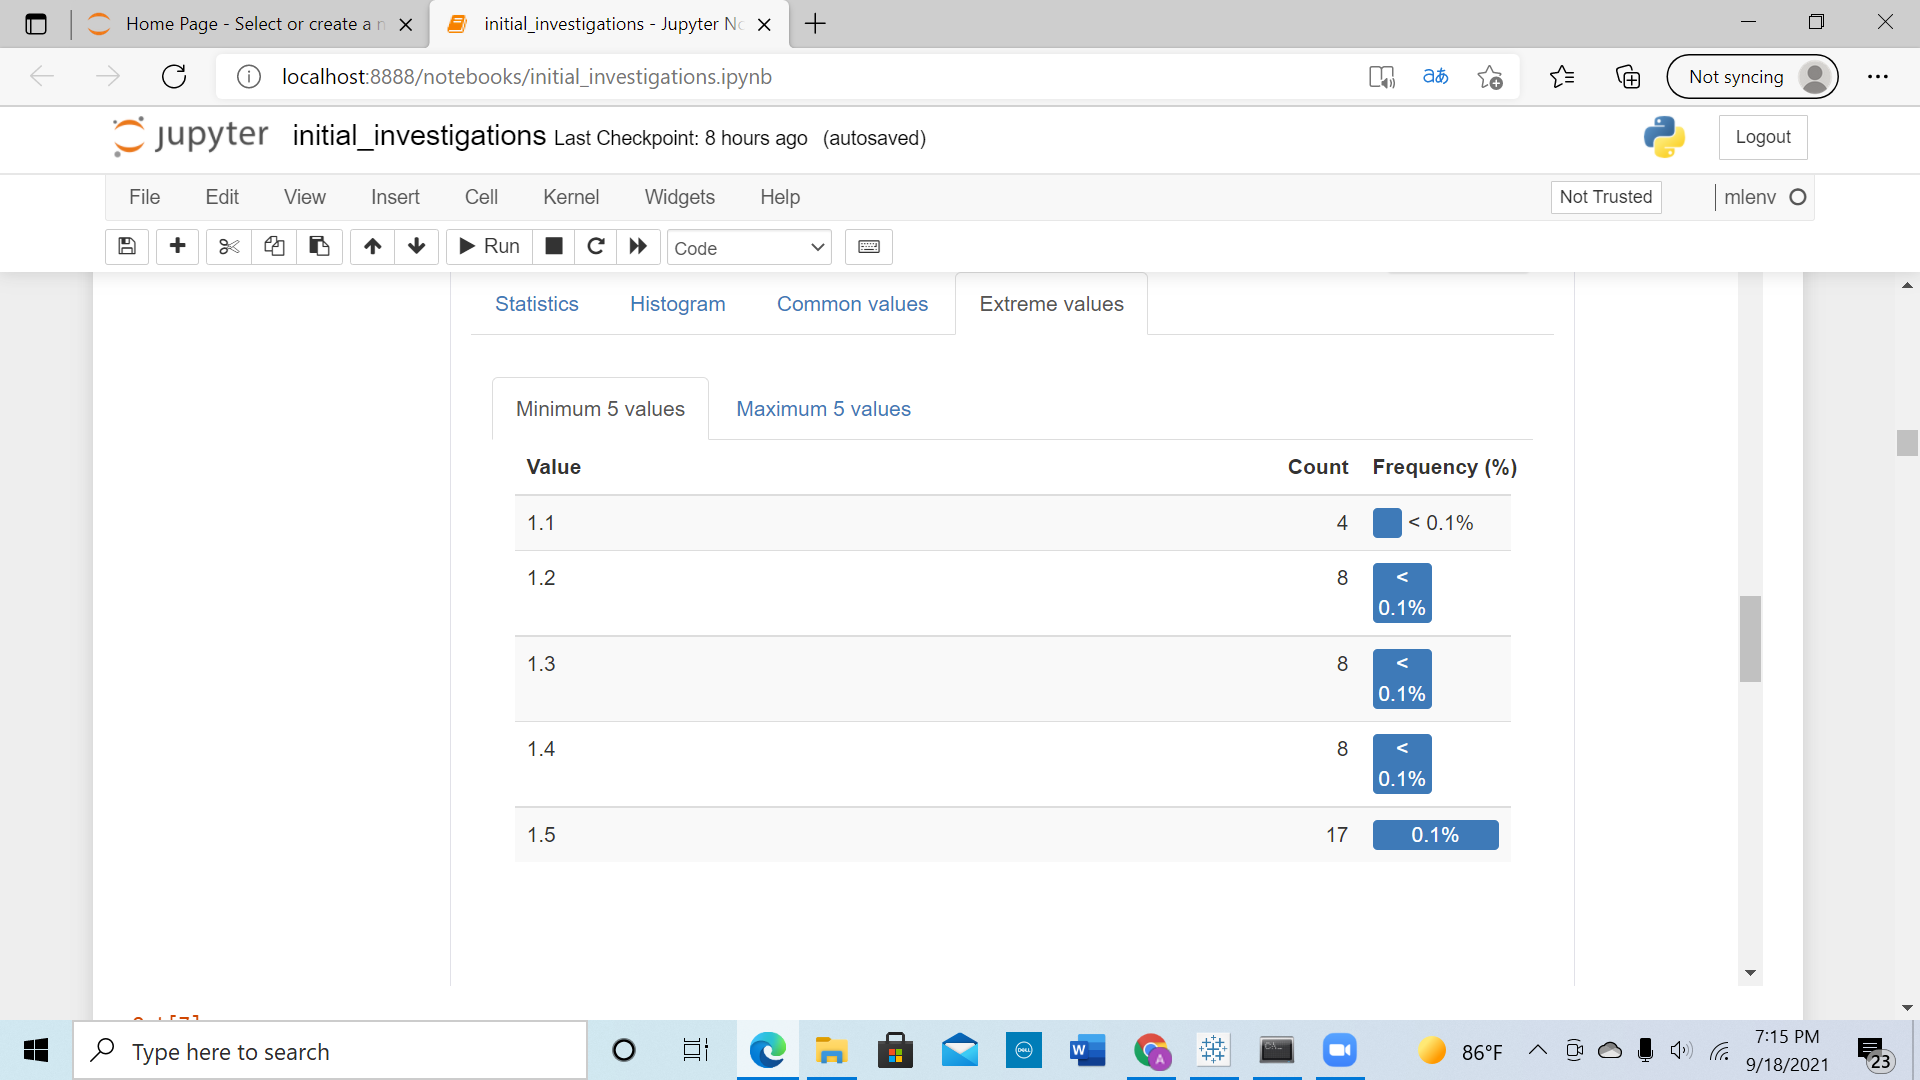 Home Page - Select or create a n
initial_investigations - Jupyter No
localhost:8888/notebooks/initial_investigations.ipynb
aあ
Not syncing
jupyter initial_investigations Last Checkpoint: 8 hours ago (autosaved)
Logout
File Edit View Insert Cell Kernel Widgets Help
Not Trusted
mlenv
Run
Code
Statistics Histogram Common values Extreme values
Minimum 5 values Maximum 5 values
Value Count Frequency (%)
1.1 4 < 0.1%
1.2 8 <
0.1%
1.3 8 <
0.1%
1.4 8 <
0.1%
1.5 17 0.1%
Type here to search
DELL
W
A
C:\_
86°F
7:15 PM
9/18/2021
23